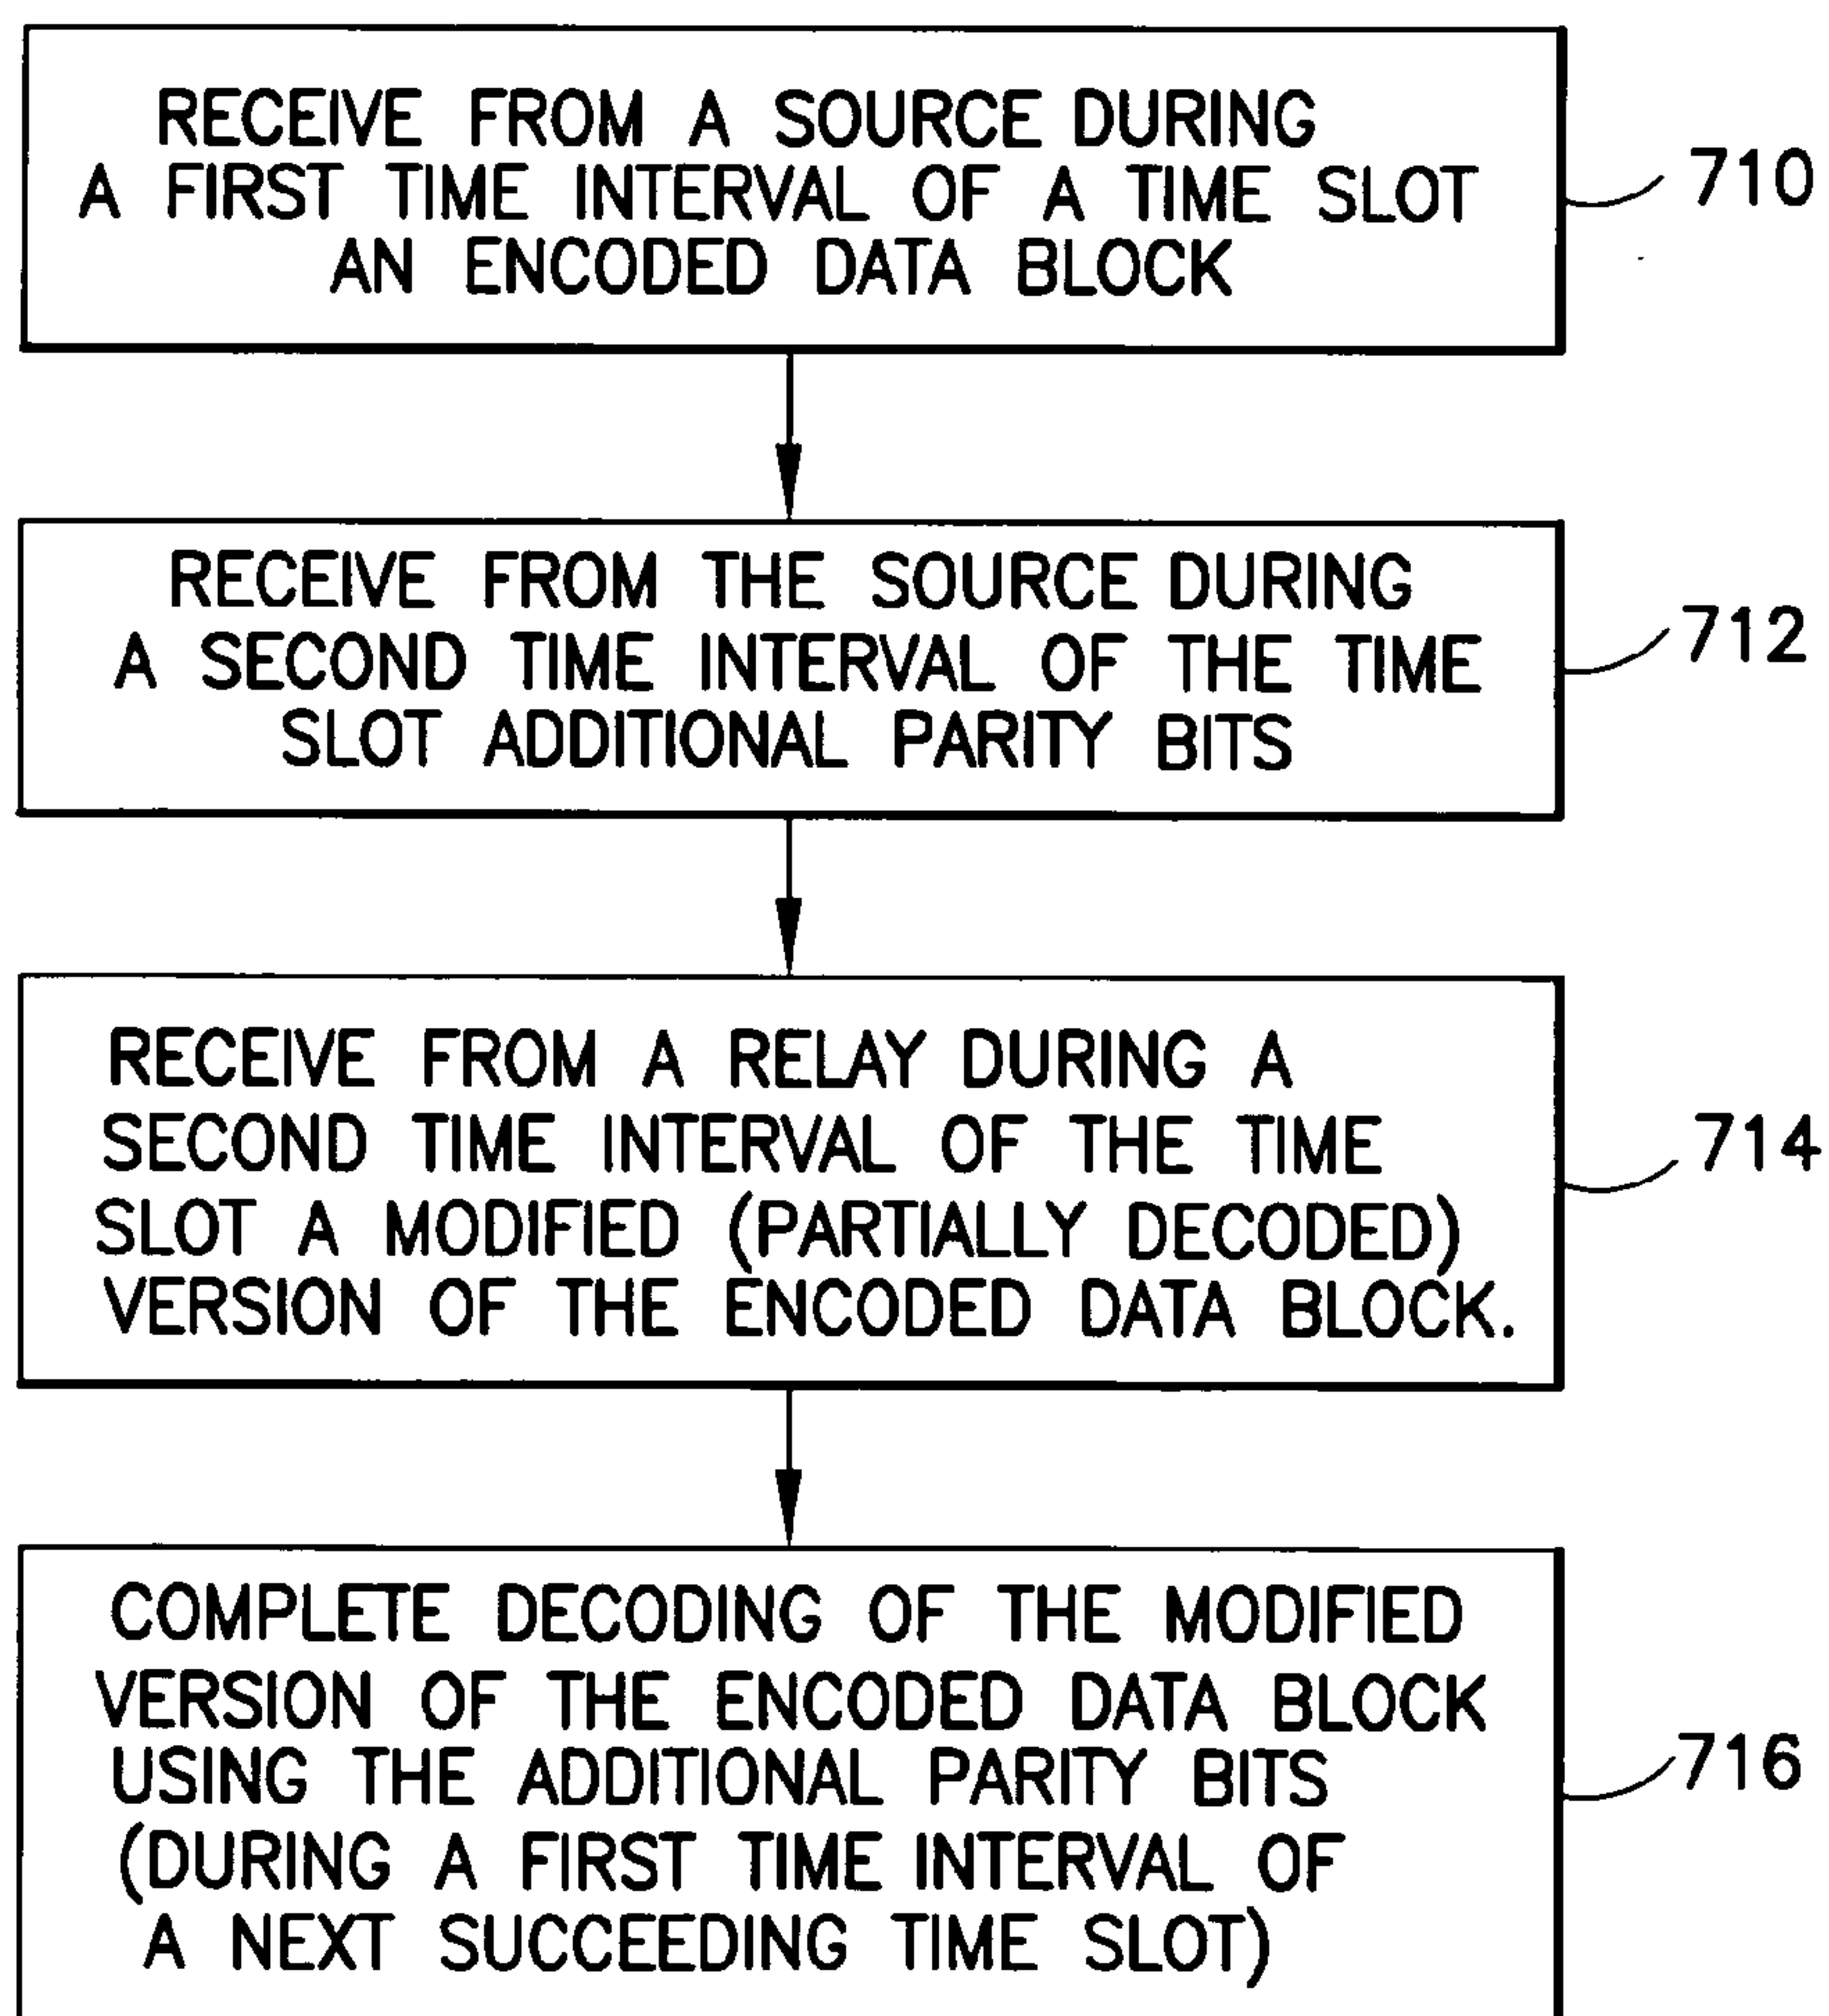 RECEIVE FROM A SOURCE DURING
A FIRST TIME INTERVAL OF A TIME SLOT
AN ENCODED DATA BLOCK
710
RECEIVE FROM THE SOURCE DURING
A SECOND TIME INTERVAL OF THE TIME
SLOT ADDITIONAL PARITY BITS
712
RECEIVE FROM A RELAY DURING A
SECOND TIME INTERVAL OF THE TIME
SLOT A MODIFIED (PARTIALLY DECODED)
VERSION OF THE ENCODED DATA BLOCK.
714
COMPLETE DECODING OF THE MODIFIED
VERSION OF THE ENCODED DATA BLOCK
USING THE ADDITIONAL PARITY BITS
(DURING A FIRST TIME INTERVAL OF
A NEXT SUCCEEDING TIME SLOT)
716